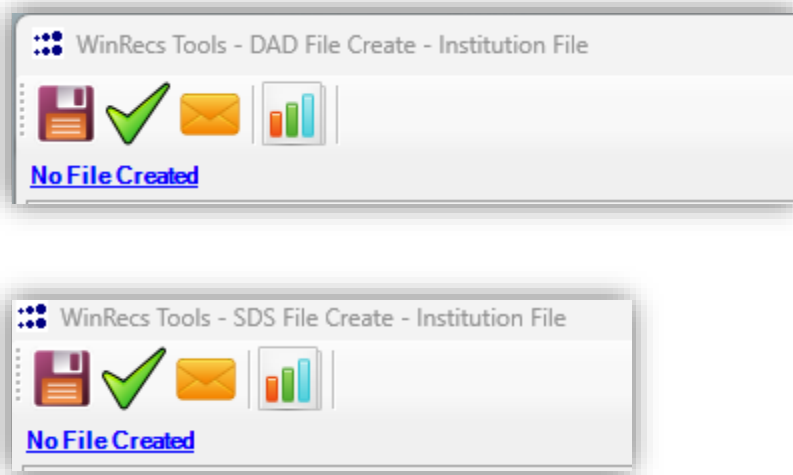 WinRecs Tools - DAD File Create - Institution File
No File Created
WinRecs Tools - SDS File Create - Institution File
No File Created